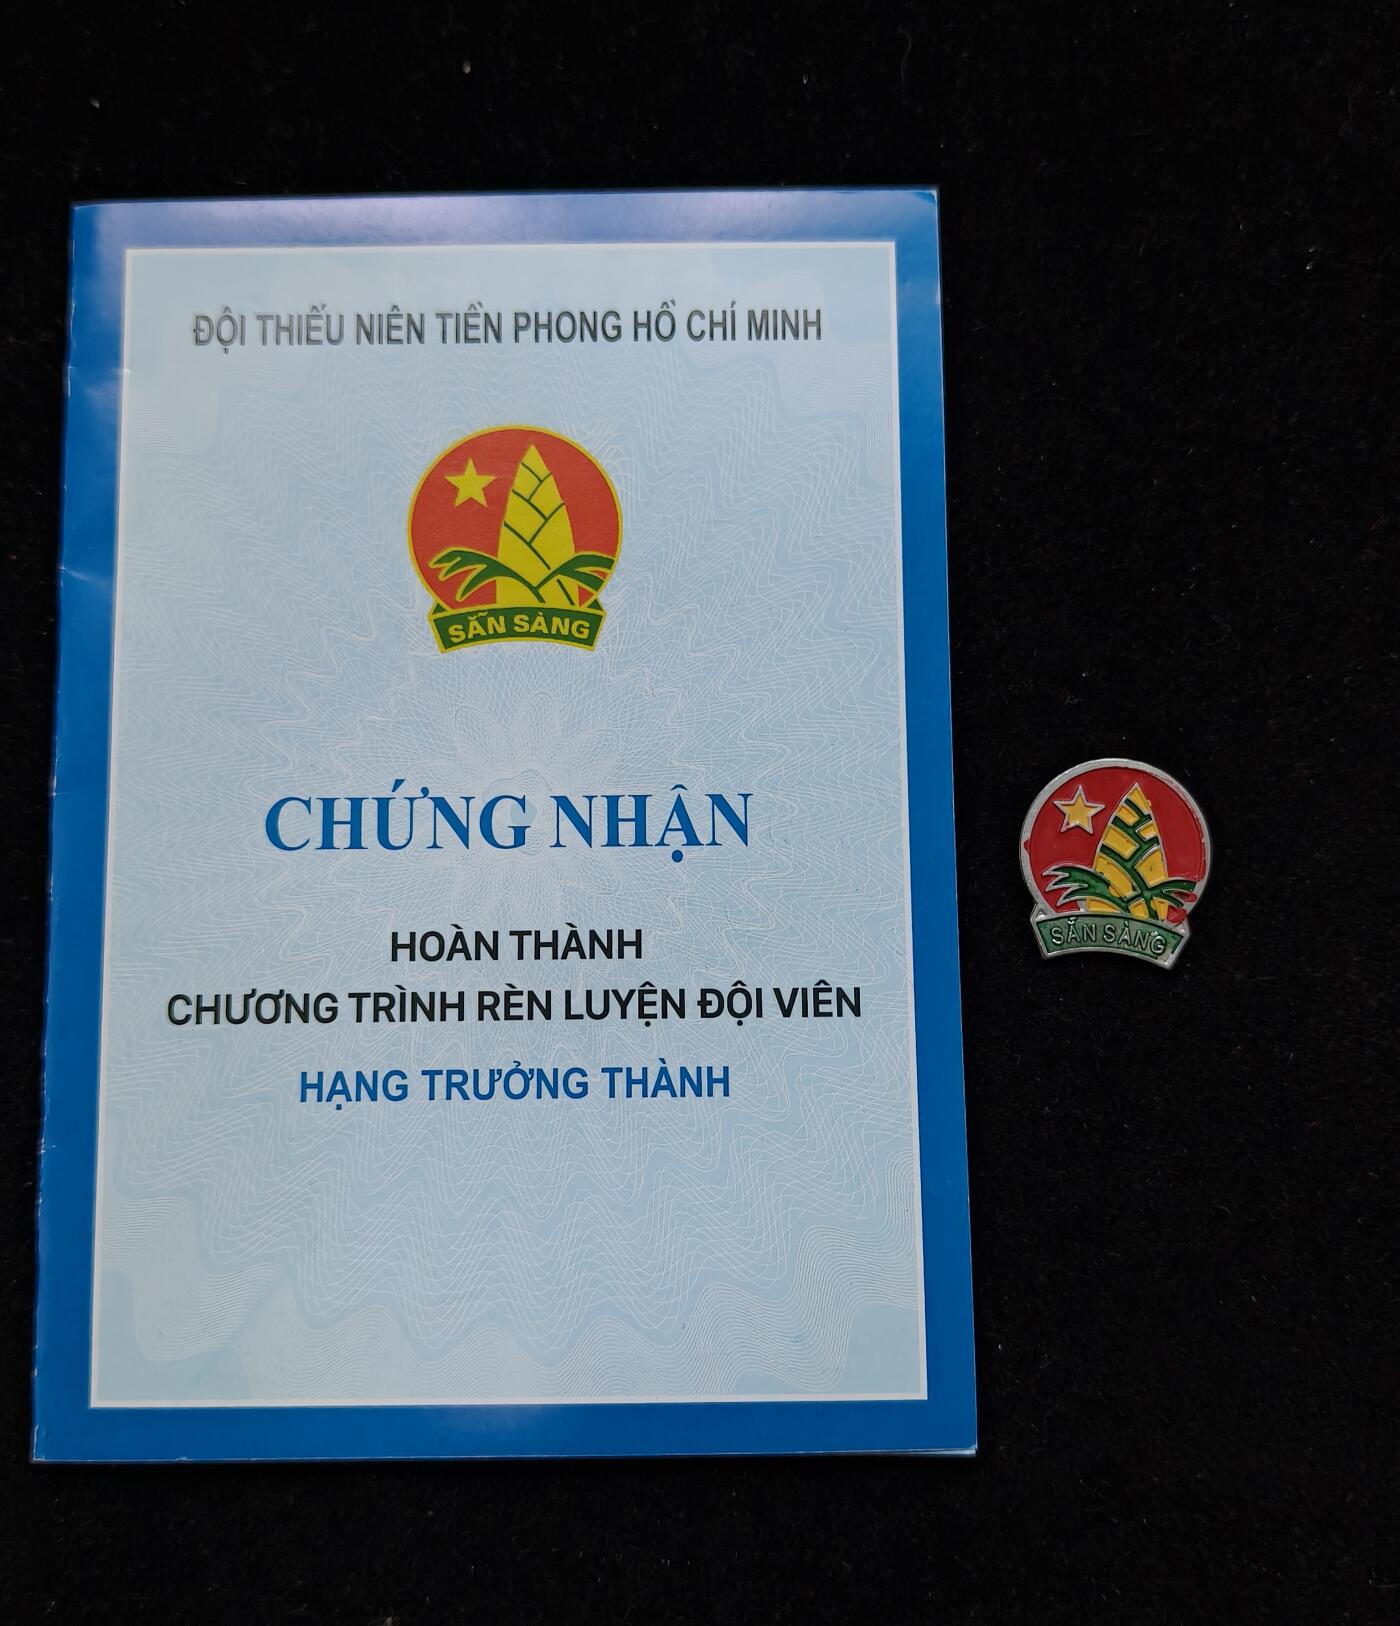 ĐỘI THIẾU NIÊN TIỀN PHONG HỒ CHÍ MINH
SẴN SÀNG
CHỨNG NHẬN
HOÀN THÀNH
CHƯƠNG TRÌNH RÈN LUYỆN ĐỘI VIÊN
HẠNG TRƯỞNG THÀNH
SẴN SÀNG